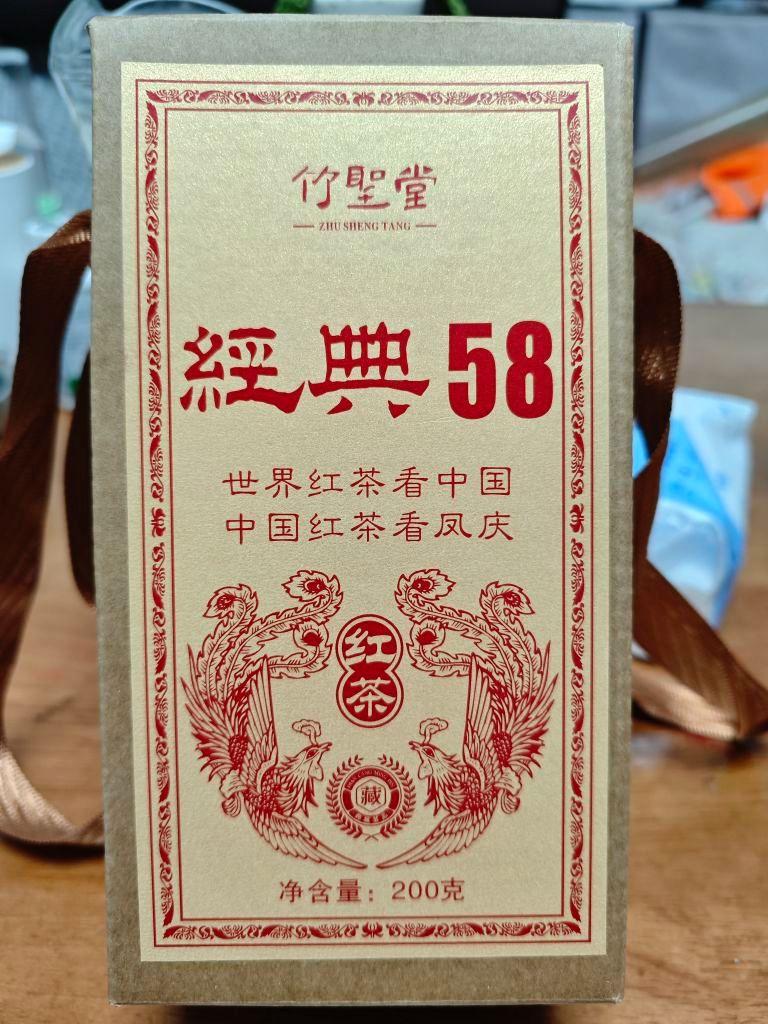 竹聖堂
ZHU SHENG TANG
經典58
世界红茶看中国
中国红茶看凤庆
红
茶
藏
净含量：200克